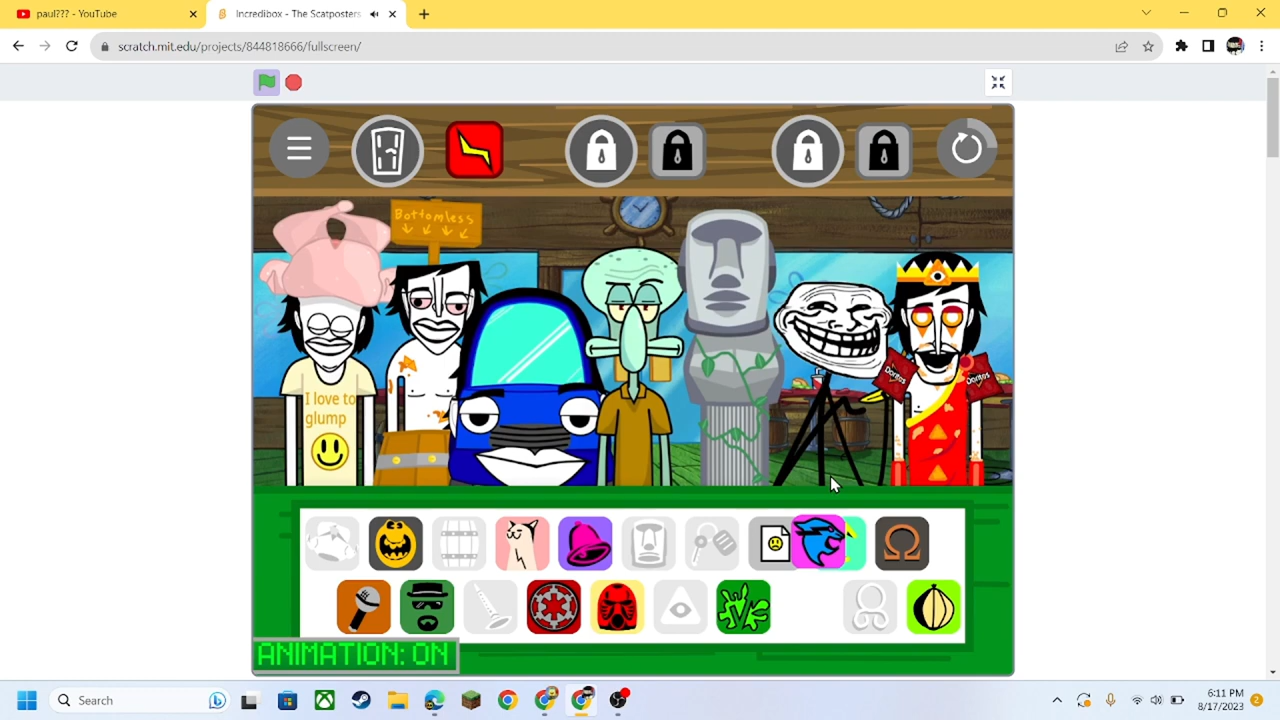 paul??? - YouTube
Incredibox - The Scatposters
scratch.mit.edu/projects/844818666/fullscreen/
Bottomless
I love to
glump
Doritos
Doritos
ANIMATION: ON
Search
6:11 PM
8/17/2023
2